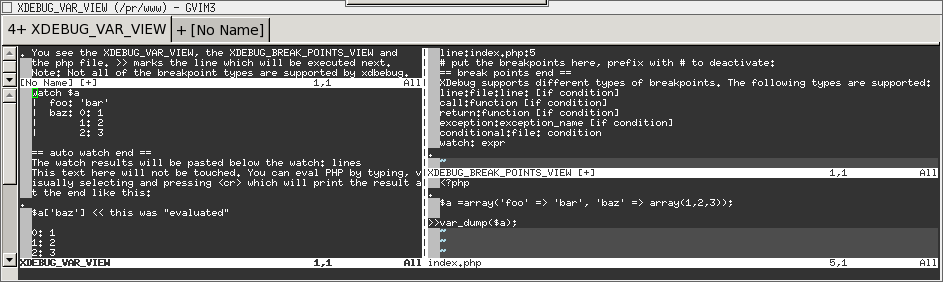 XDEBUG_VAR_VIEW (/pr/www) - GVIM3
4+ XDEBUG_VAR_VIEW + [No Name]
. You see the XDEBUG_VAR_VIEW, the XDEBUG_BREAK_POINTS_VIEW and
the php file. >> marks the line which will be executed next.
Note: Not all of the breakpoint types are supported by xdbebug.
[No Name] [+] 1,1 All
watch $a
| foo: 'bar'
| baz: 0: 1
| 1: 2
| 2: 3
== auto watch end ==
The watch results will be pasted below the watch: lines
This text here will not be touched. You can eval PHP by typing, v
isually selecting and pressing <cr> which will print the result a
t the end like this:
.
$a['baz'] << this was "evaluated"
0: 1
1: 2
2: 3
XDEBUG_VAR_VIEW 1,1 All
line:index.php:5
# put the breakpoints here, prefix with # to deactivate:
== break points end ==
XDebug supports different types of breakpoints. The following types are supported:
line:file:line: [if condition]
call:function [if condition]
return:function [if condition]
exception:exception_name [if condition]
conditional:file: condition
watch: expr
.
~
XDEBUG_BREAK_POINTS_VIEW [+] 1,1 All
<?php
. $a =array('foo' => 'bar', 'baz' => array(1,2,3));
>>var_dump($a);
~
~
~
index.php 5,1 All